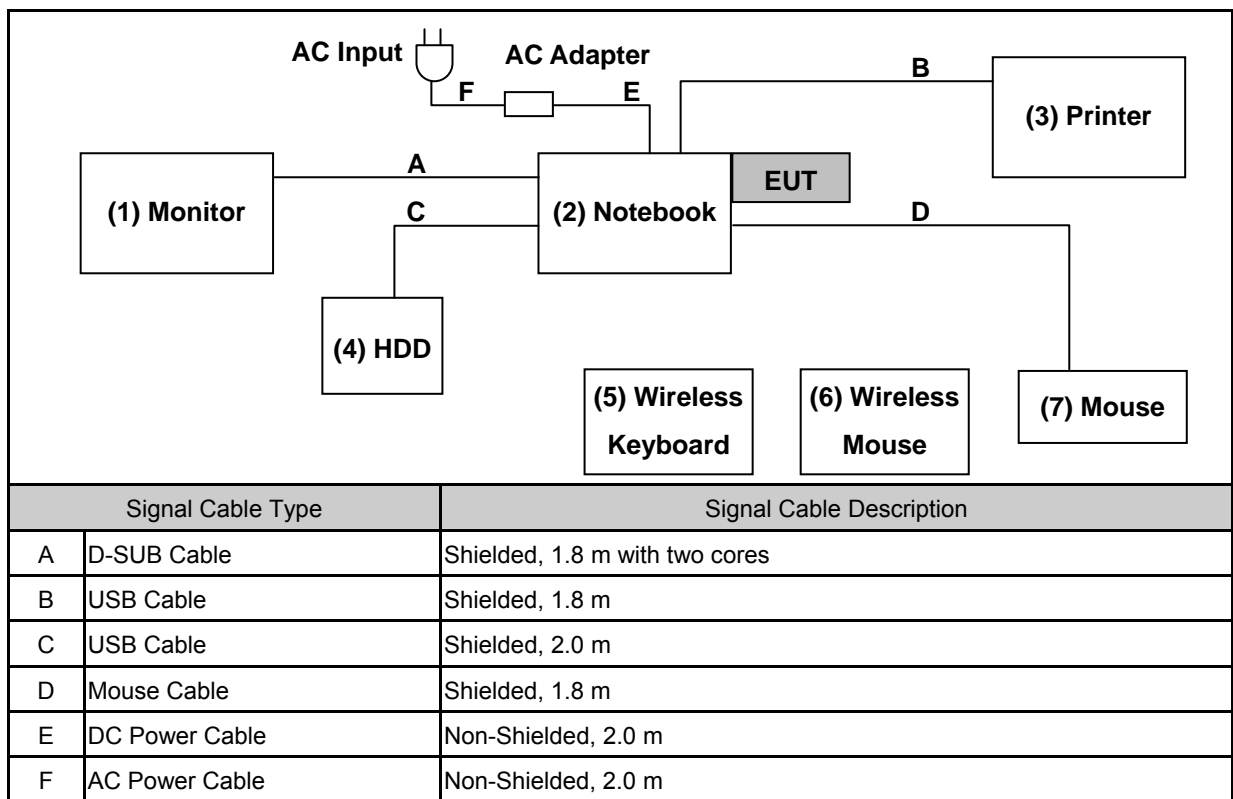 AC Input
AC Adapter
B
F
E
(3) Printer
A
EUT
(1) Monitor
C
(2) Notebook
D
(4) HDD
(5) Wireless
Keyboard
(6) Wireless
Mouse
(7) Mouse
Signal Cable Type Signal Cable Description
A D-SUB Cable Shielded, 1.8 m with two cores
B USB Cable Shielded, 1.8 m
C USB Cable Shielded, 2.0 m
D Mouse Cable Shielded, 1.8 m
E DC Power Cable Non-Shielded, 2.0 m
F AC Power Cable Non-Shielded, 2.0 m